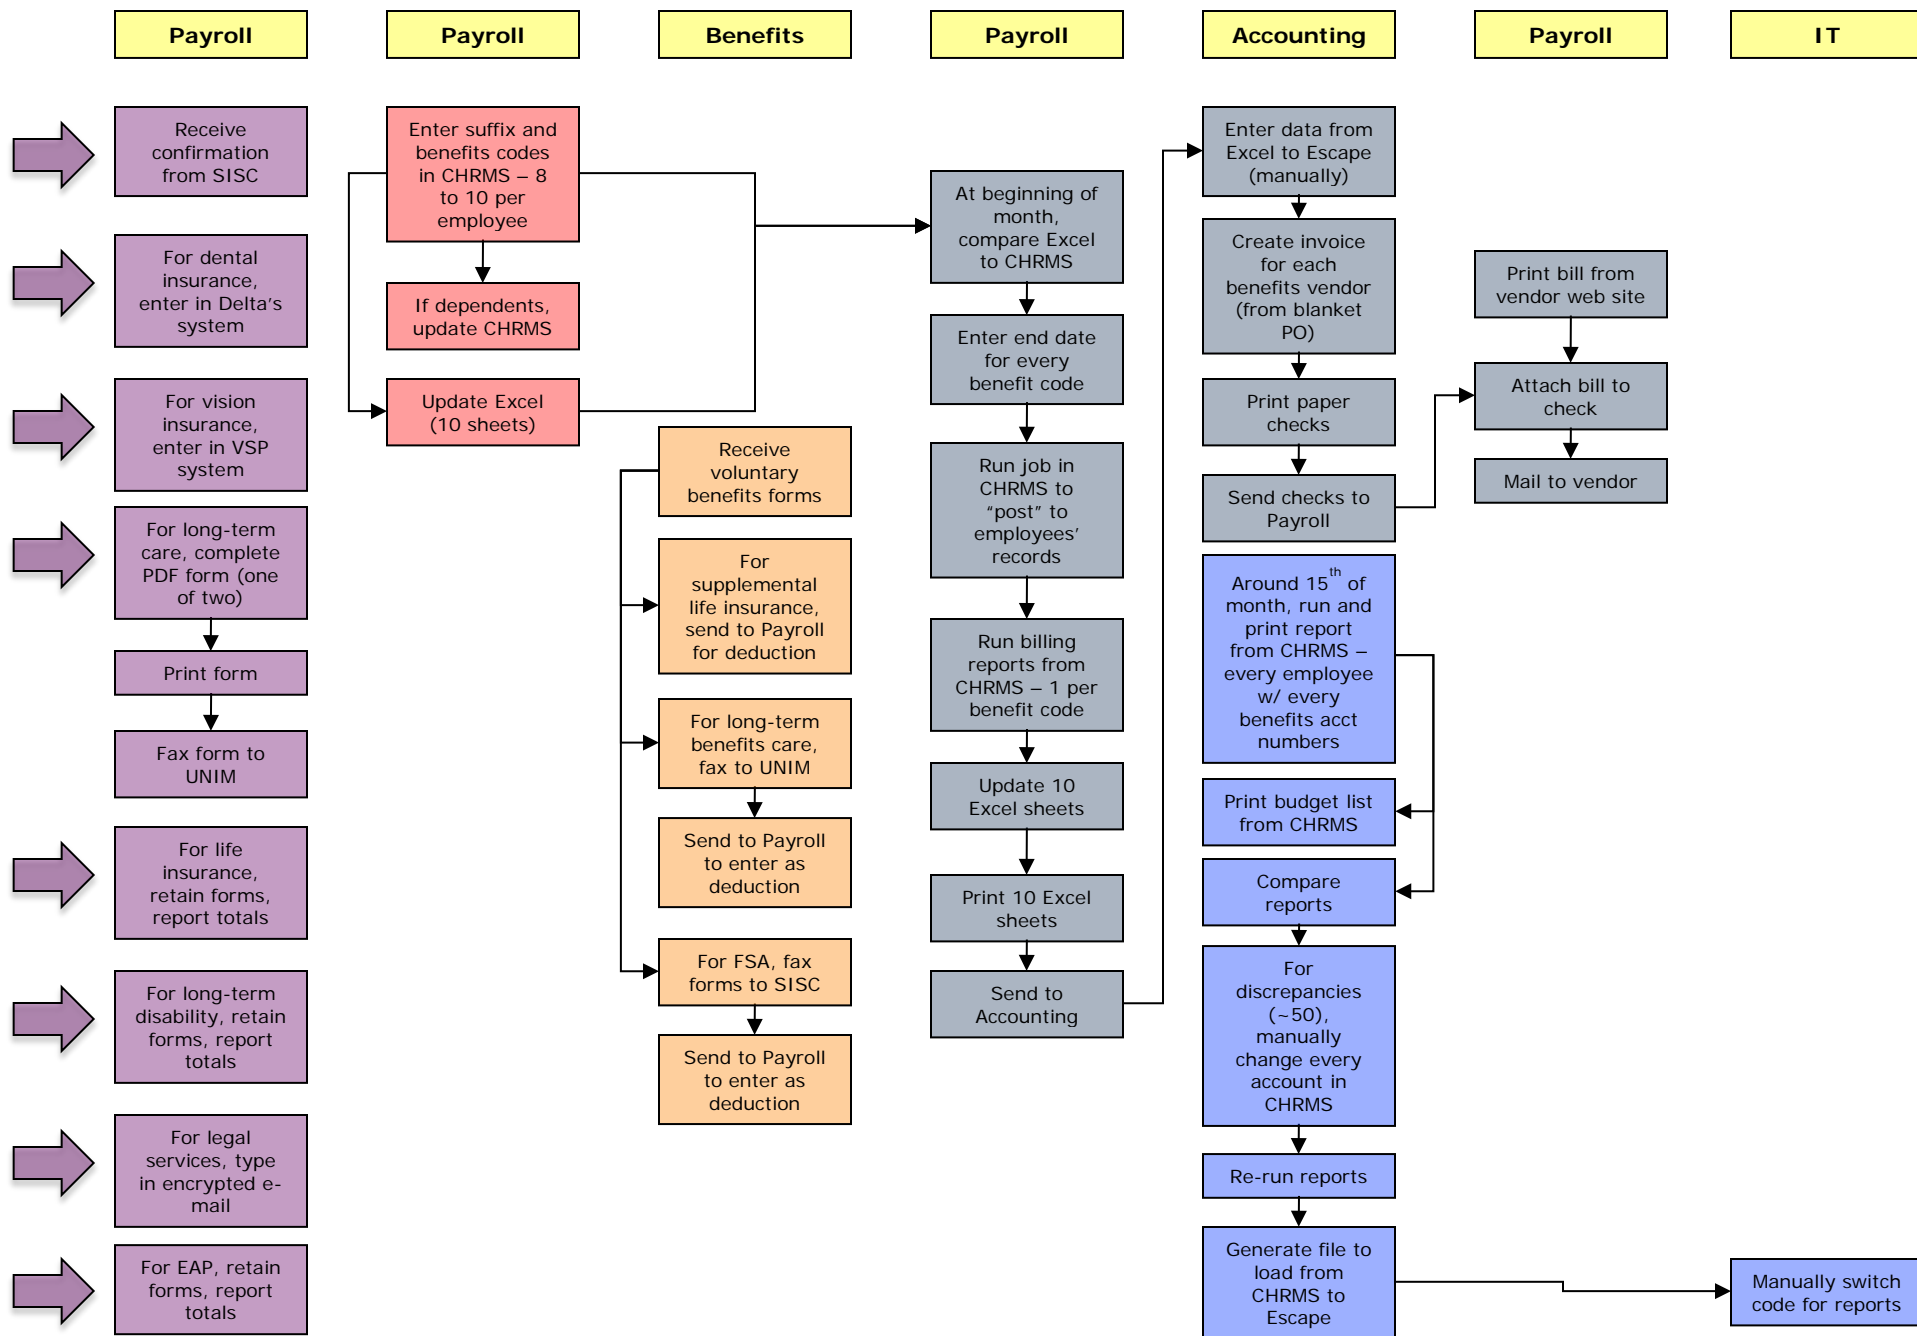 Payroll
Payroll
Benefits
Payroll
Accounting
Payroll
IT
Receive
confirmation
from SISC
For dental
insurance,
enter in Delta's
system
For vision
insurance,
enter in VSP
system
For long-term
care, complete
PDF form (one
of two)
Print form
Fax form to
UNIM
For life
insurance,
retain forms,
report totals
For long-term
disability, retain
forms, report
totals
For legal
services, type
in encrypted e-
mail
For EAP, retain
forms, report
totals
Enter suffix and
benefits codes
in CHRMS – 8
to 10 per
employee
If dependents,
update CHRMS
Update Excel
(10 sheets)
Receive
voluntary
benefits forms
For
supplemental
life insurance,
send to Payroll
for deduction
For long-term
benefits care,
fax to UNIM
Send to Payroll
to enter as
deduction
For FSA, fax
forms to SISC
Send to Payroll
to enter as
deduction
At beginning of
month,
compare Excel
to CHRMS
Enter end date
for every
benefit code
Run job in
CHRMS to
“post” to
employees’
records
Run billing
reports from
CHRMS – 1 per
benefit code
Update 10
Excel sheets
Print 10 Excel
sheets
Send to
Accounting
Enter data from
Excel to Escape
(manually)
Create invoice
for each
benefits vendor
(from blanket
PO)
Print paper
checks
Send checks to
Payroll
Around 15th of
month, run and
print report
from CHRMS –
every employee
w/ every
benefits acct
numbers
Print budget list
from CHRMS
Compare
reports
For
discrepancies
(~50),
manually
change every
account in
CHRMS
Re-run reports
Generate file to
load from
CHRMS to
Escape
Print bill from
vendor web site
Attach bill to
check
Mail to vendor
Manually switch
code for reports